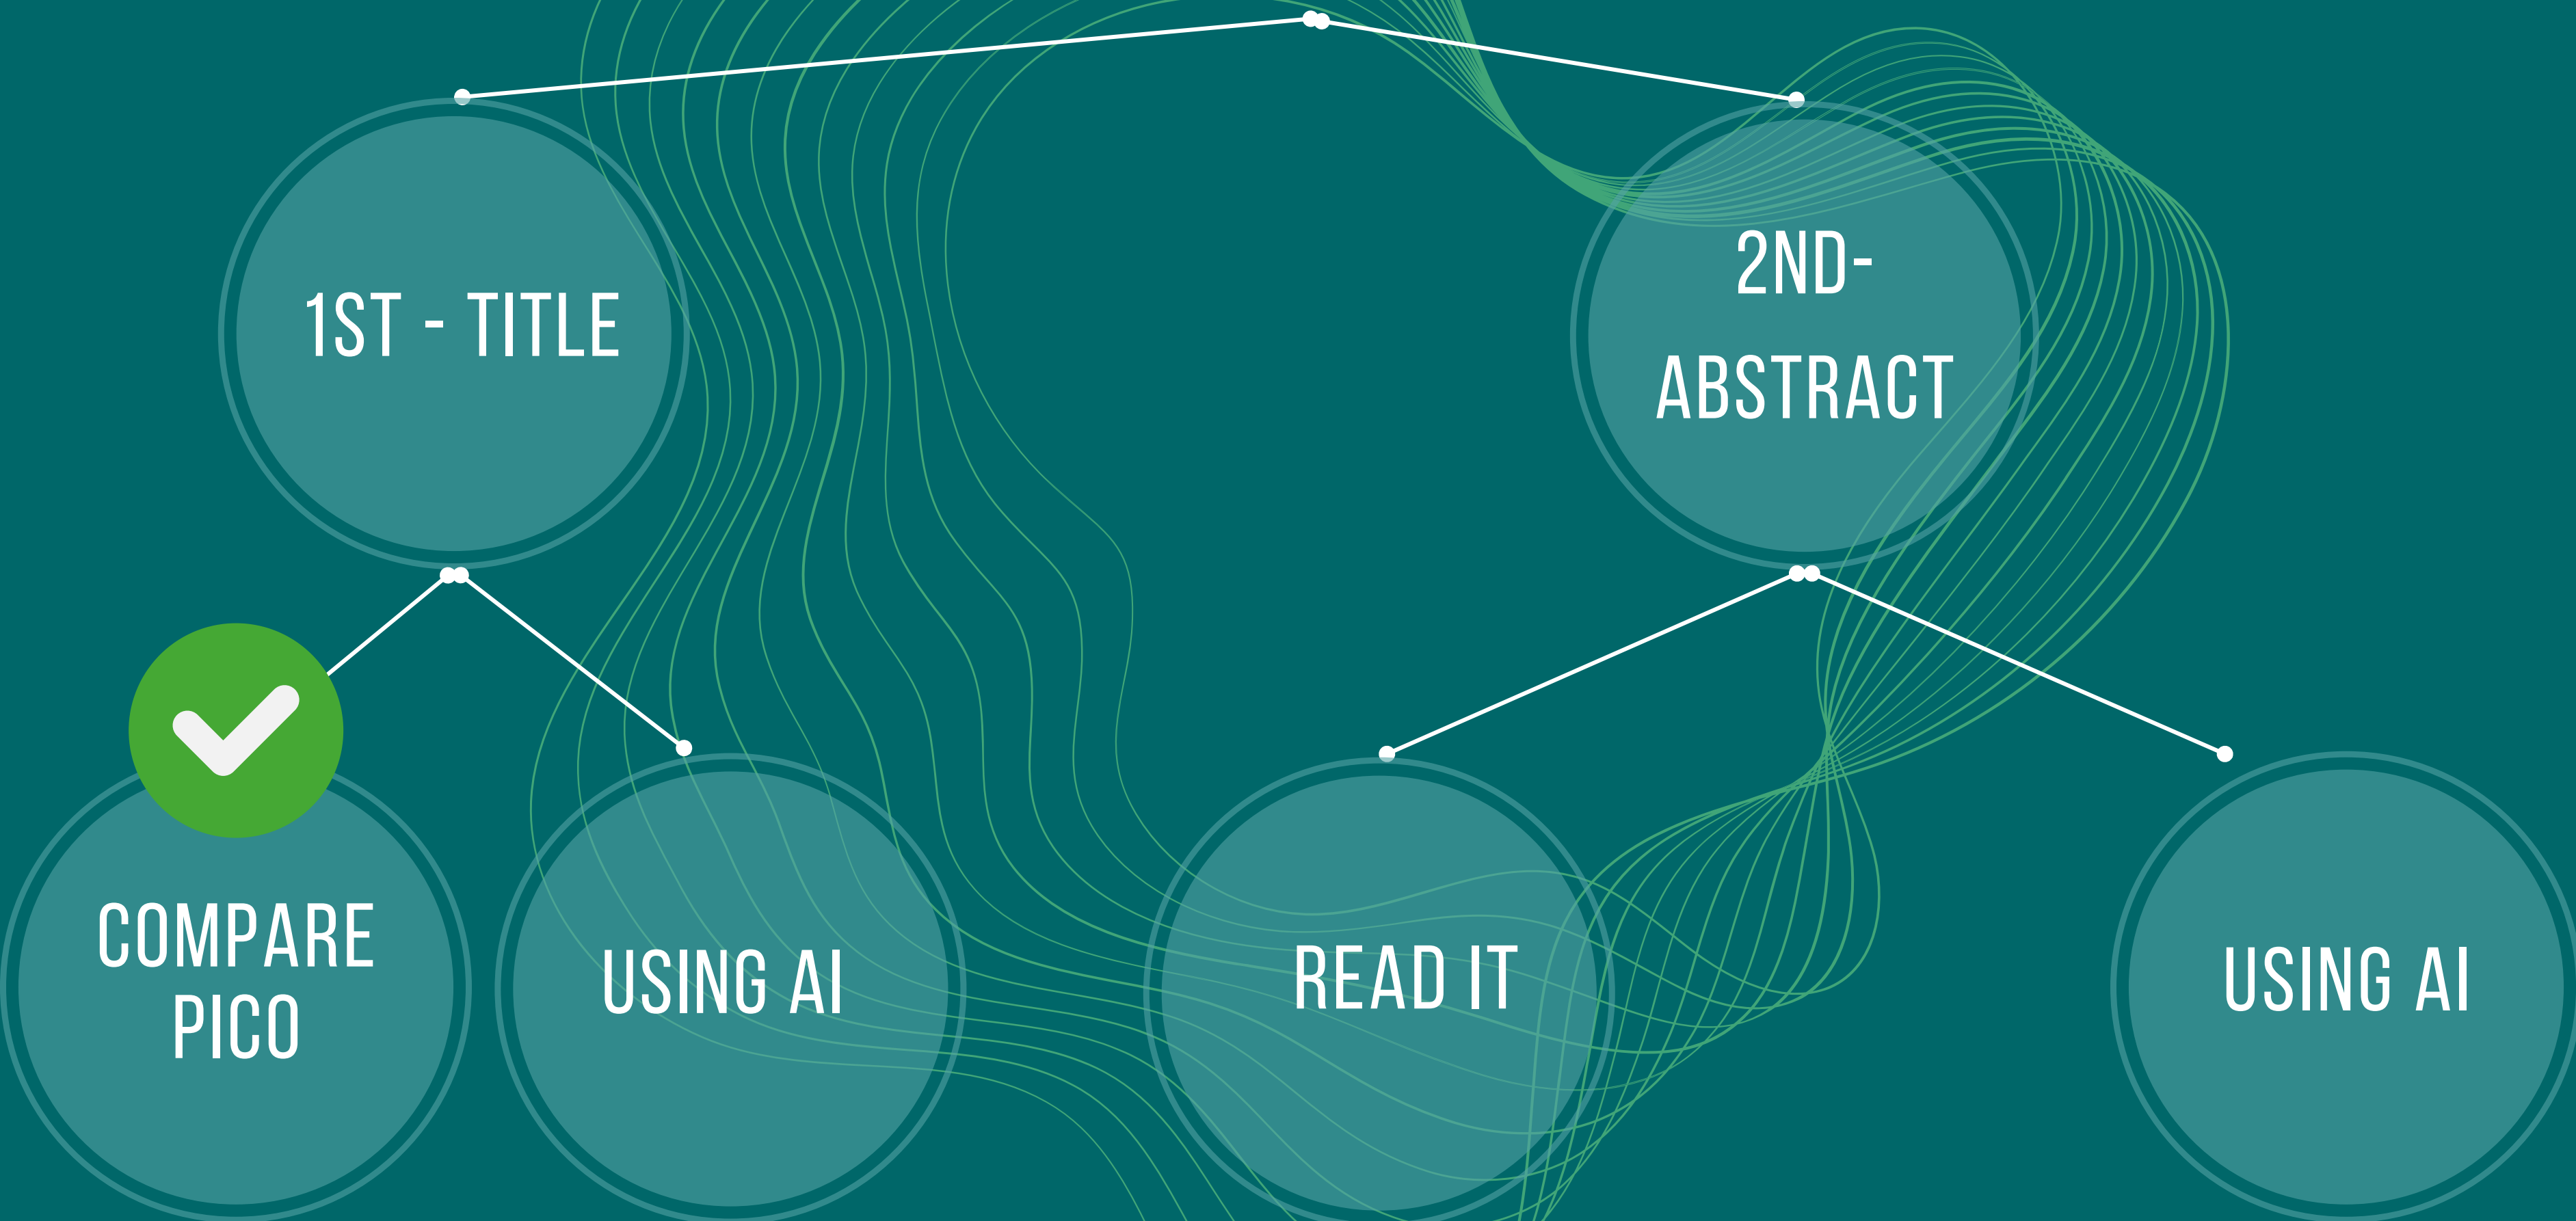 1ST - TITLE
2ND-
ABSTRACT
COMPARE
PICO
USING AI
READ IT
USING AI